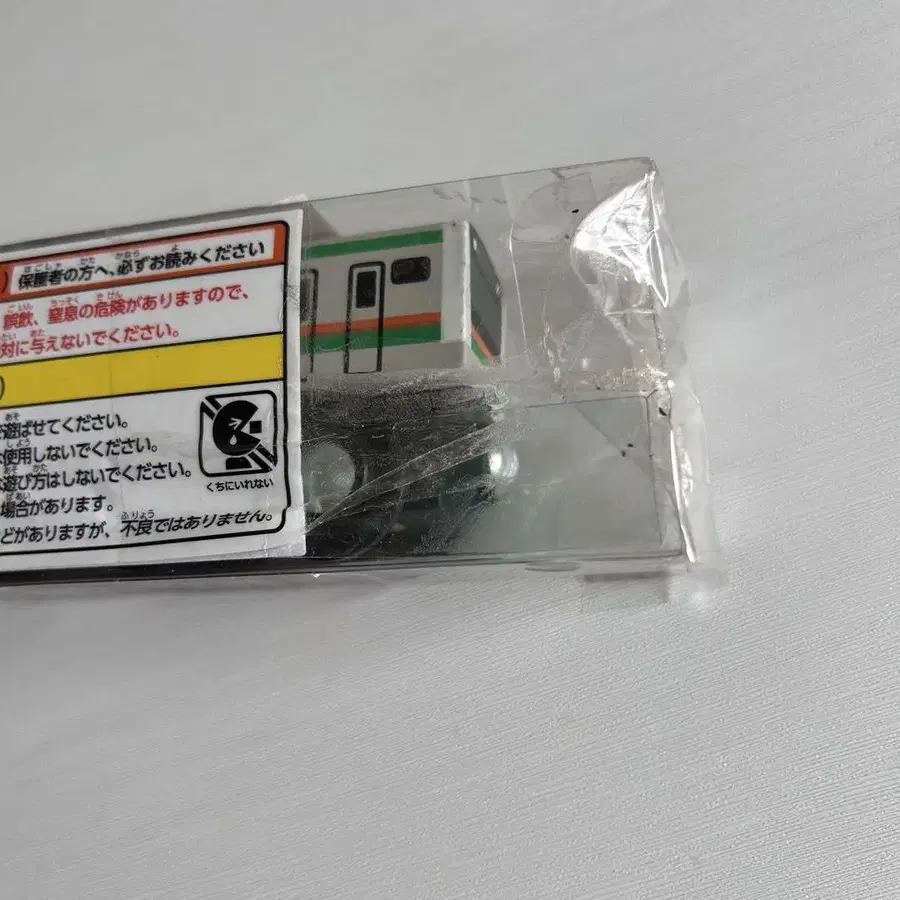 保護者の方へ、必ずお読みください
誤飲、窒息の危険がありますので、
対に与えないでください。
遊ばせてください。
使用しないでください。
遊び方はしないでください。
場合があります。
どがありますが、不良ではありません。
くちにいれない